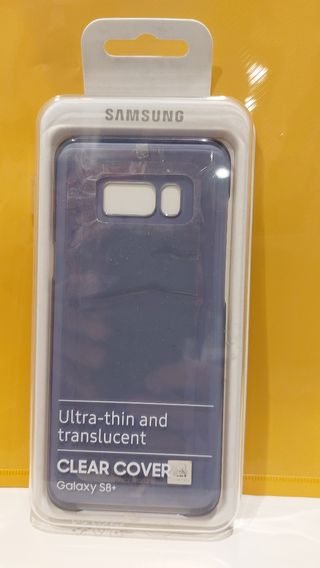 SAMSUNG
Ultra-thin and
translucent
CLEAR COVER
Galaxy S8+